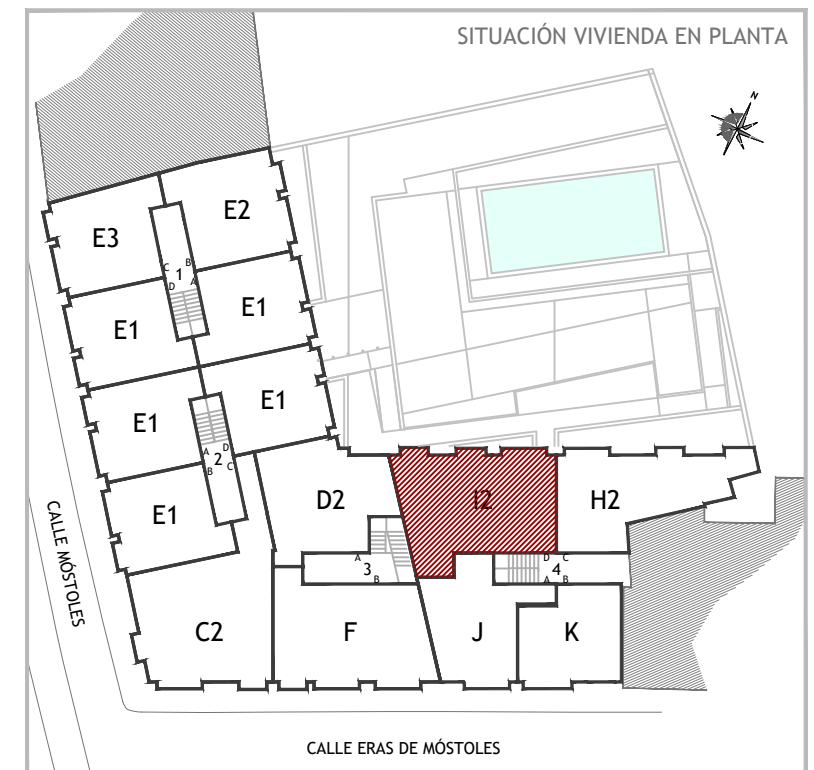 SITUACIÓN VIVIENDA EN PLANTA
N
E3
E2
C
B
1
D
A
E1
E1
E1
E1
A
D
2
B
C
E1
D2
I2
H2
A
3
B
D
C
4
A
B
C2
F
J
K
CALLE MÓSTOLES
CALLE ERAS DE MÓSTOLES